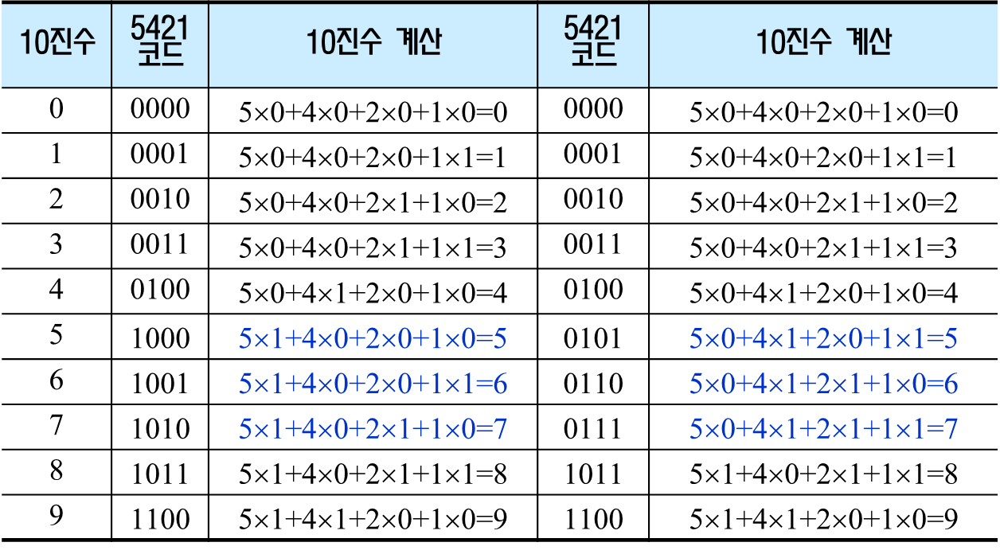 10진수 5421 코드 10진수 계산 5421 코드 10진수 계산
0 0000 5×0+4×0+2×0+1×0=0 0000 5×0+4×0+2×0+1×0=0
1 0001 5×0+4×0+2×0+1×1=1 0001 5×0+4×0+2×0+1×1=1
2 0010 5×0+4×0+2×1+1×0=2 0010 5×0+4×0+2×1+1×0=2
3 0011 5×0+4×0+2×1+1×1=3 0011 5×0+4×0+2×1+1×1=3
4 0100 5×0+4×1+2×0+1×0=4 0100 5×0+4×1+2×0+1×0=4
5 1000 5×1+4×0+2×0+1×0=5 0101 5×0+4×1+2×0+1×1=5
6 1001 5×1+4×0+2×0+1×1=6 0110 5×0+4×1+2×1+1×0=6
7 1010 5×1+4×0+2×1+1×0=7 0111 5×0+4×1+2×1+1×1=7
8 1011 5×1+4×0+2×1+1×1=8 1011 5×1+4×0+2×1+1×1=8
9 1100 5×1+4×1+2×0+1×0=9 1100 5×1+4×1+2×0+1×0=9